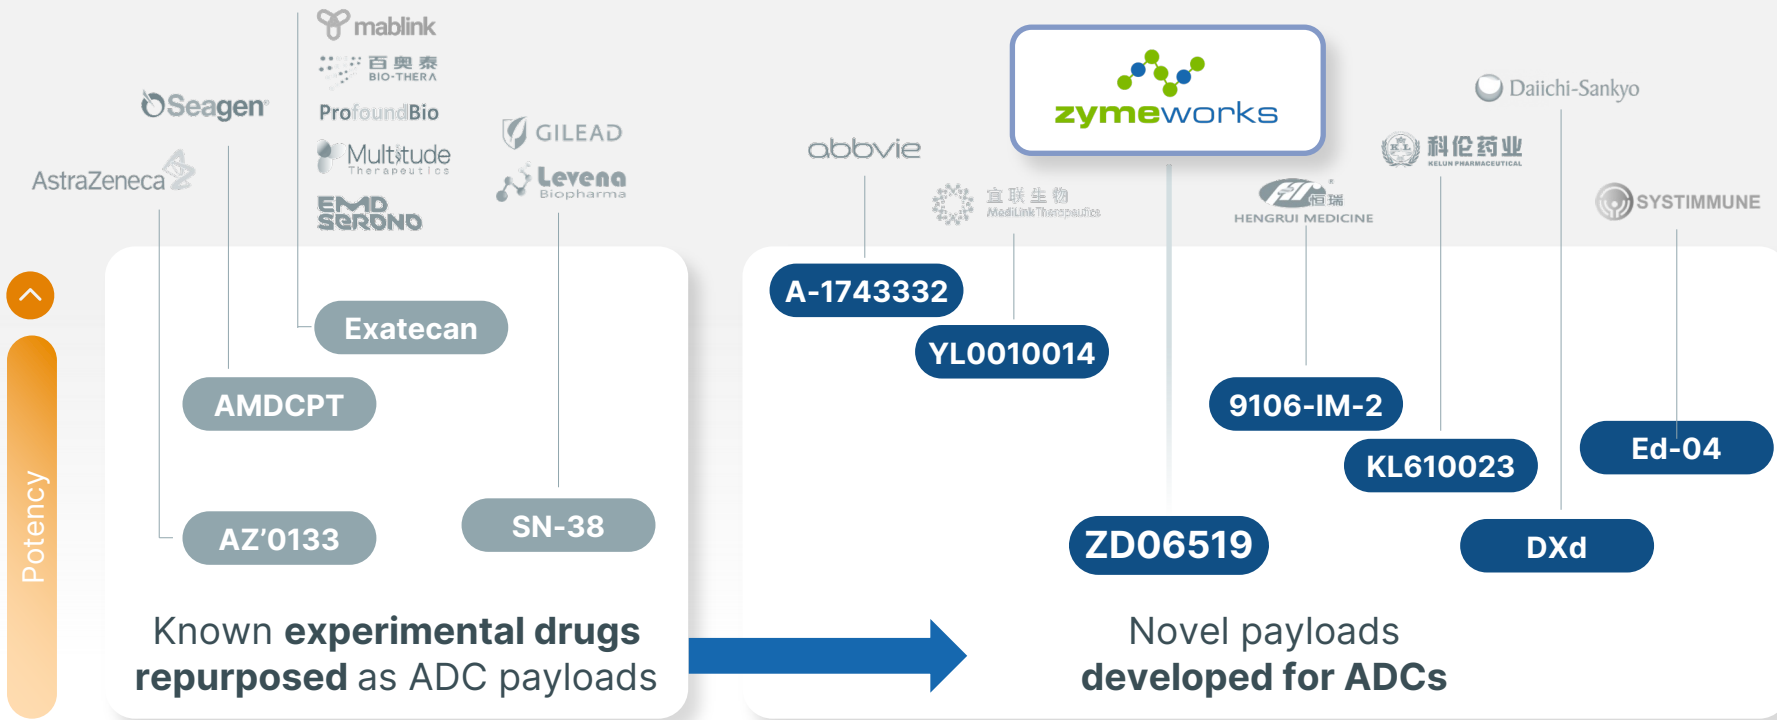 mablink
百奥泰
BIO-THERA
Seagen
ProfoundBio
GILEAD
Multitude
Therapeutics
AstraZeneca
Levena
Biopharma
EMD
SERONO
abbvie
zymeworks
Daiichi-Sankyo
科伦药业
KELUN PHARMACEUTICAL
宜联生物
MediLink Therapeutics
恒瑞
HENGRUI MEDICINE
SYSTIMMUNE
Potency
Exatecan
AMDCPT
AZ'0133
SN-38
Known experimental drugs
repurposed as ADC payloads
A-1743332
YL0010014
9106-IM-2
KL610023
Ed-04
ZD06519
DXd
Novel payloads
developed for ADCs